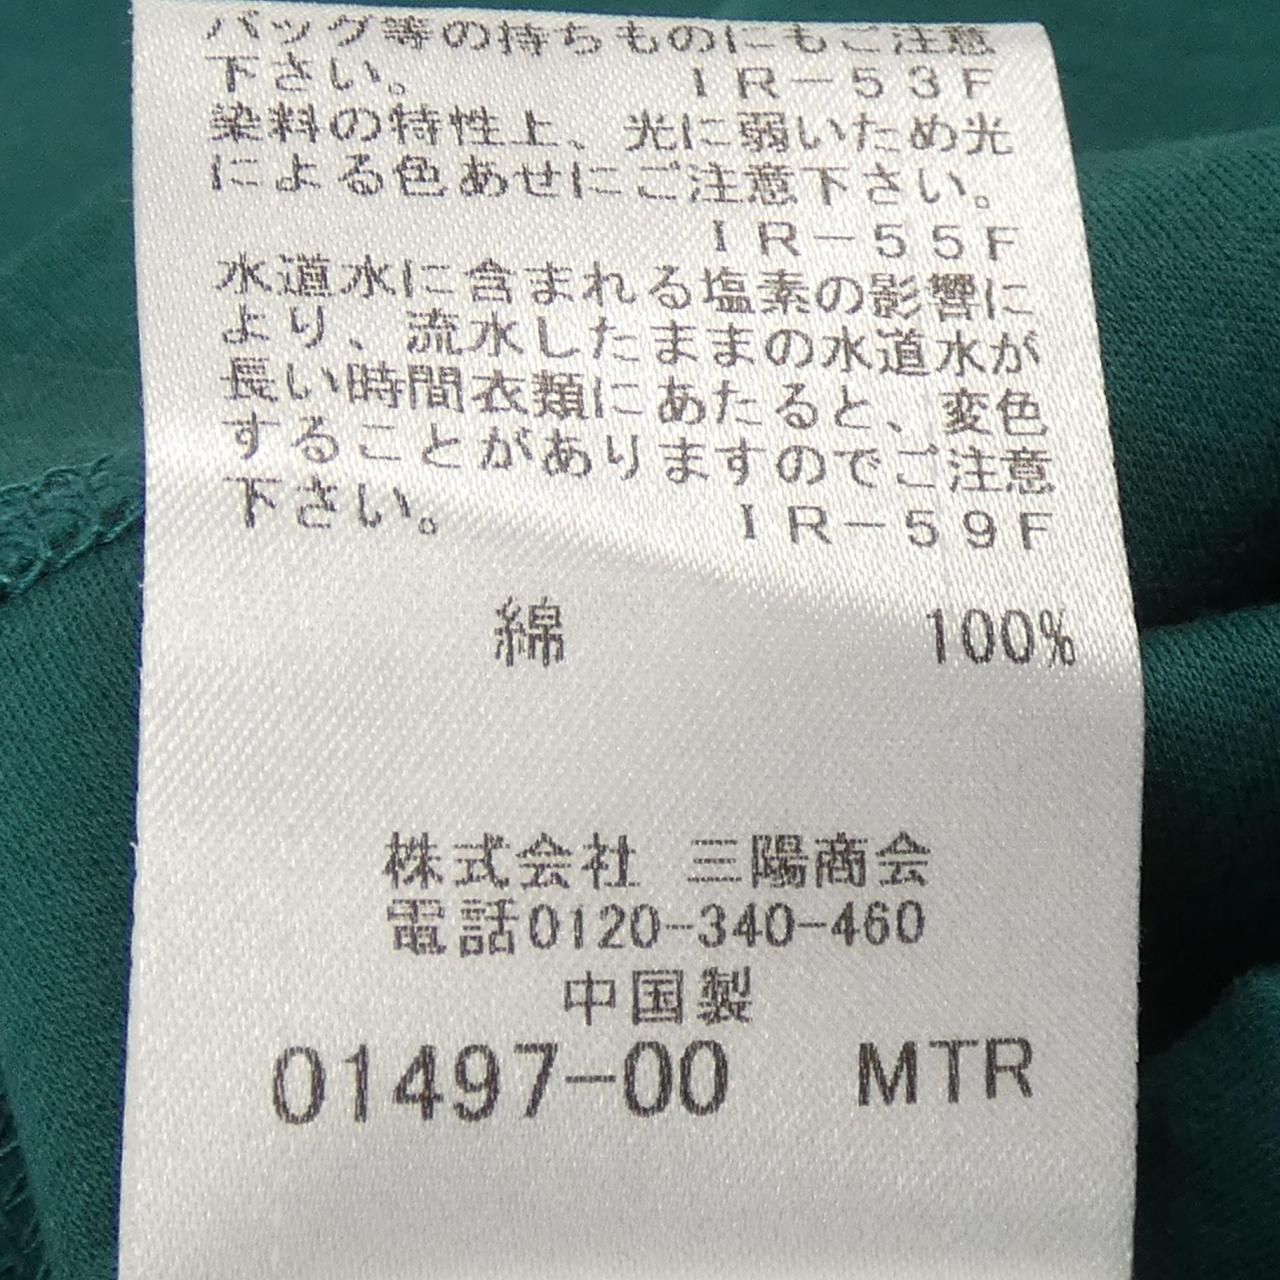 バッグ等の持ちものにもご注意
下さい。 IR-53F
染料の特性上、光に弱いため光
による色あせにご注意下さい。
IR-55F
水道水に含まれる塩素の影響に
より、流水したままの水道水が
長い時間衣類にあたると、変色
することがありますのでご注意
下さい。 IR-59F
綿 100%
株式会社 三陽商会
電話0120-340-460
中国製
01497-00 MTR